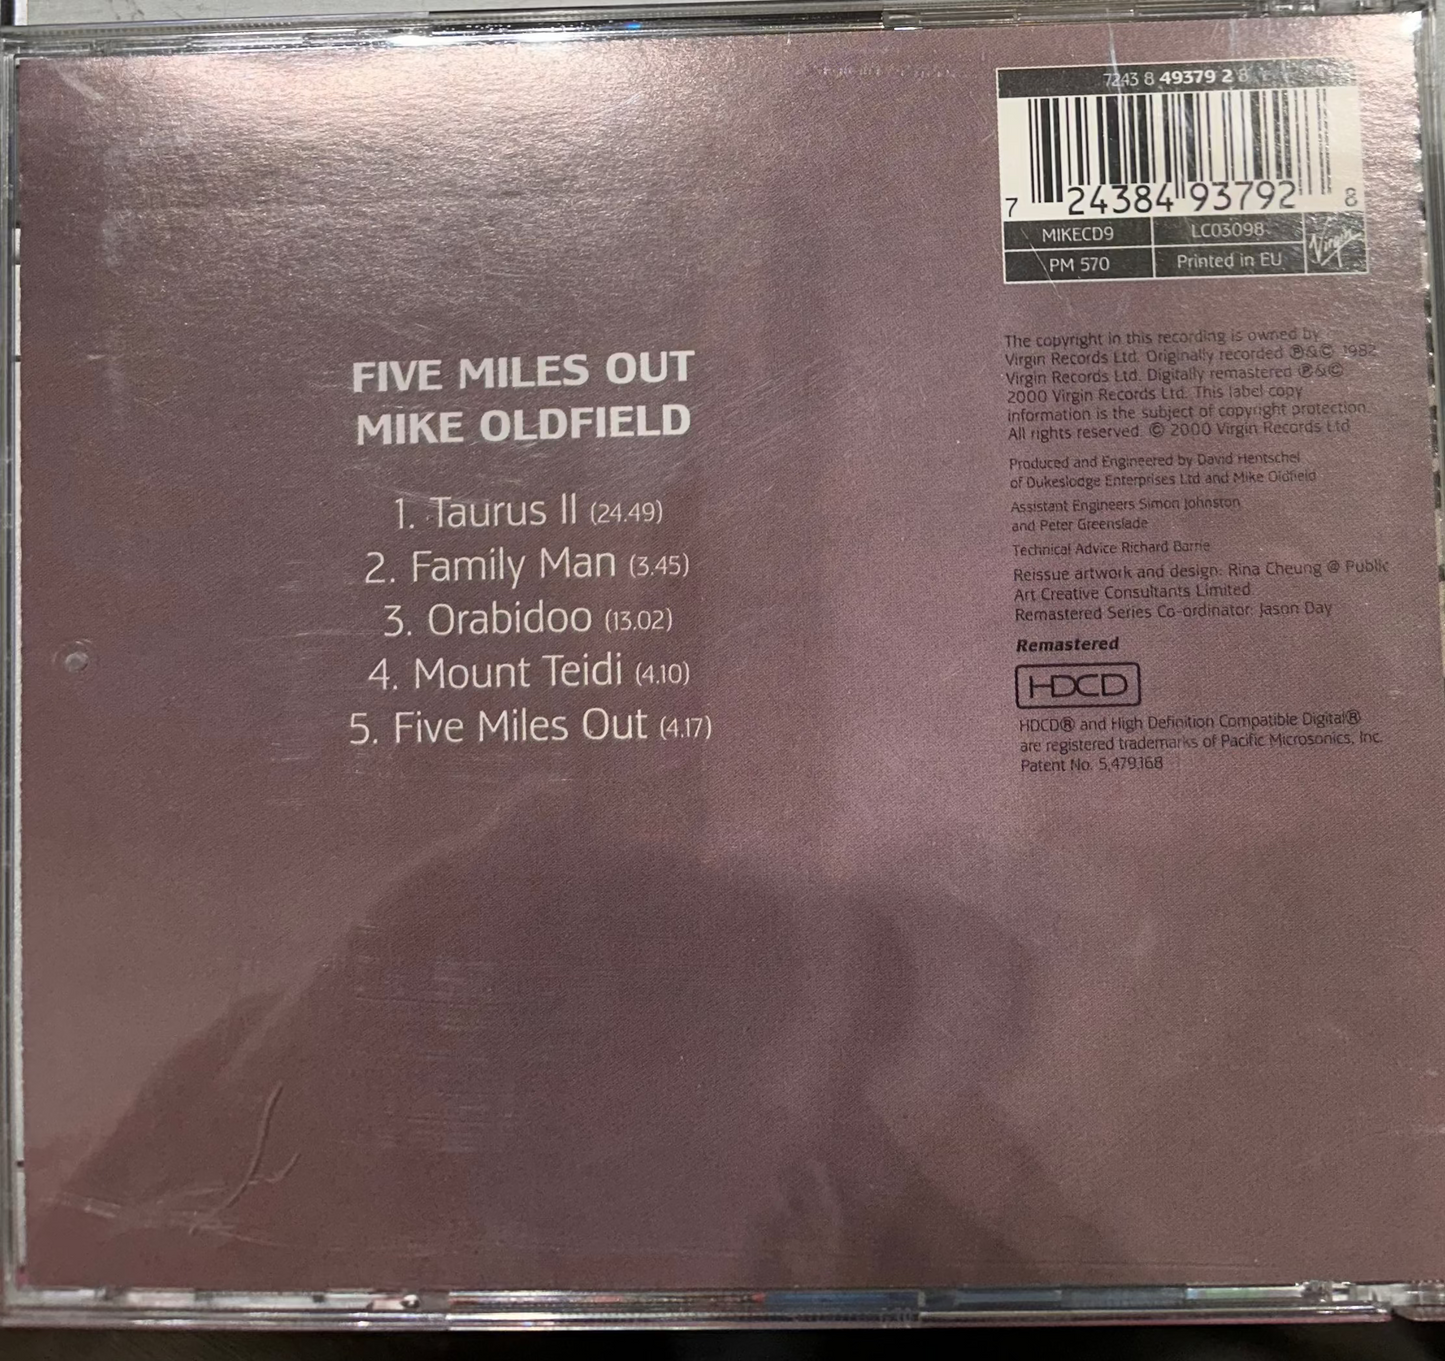 7243 8 49379 2 8
7 24384 93792 8
MIKECD9
LC03098
PM 570
Printed in EU
Virgin
FIVE MILES OUT
MIKE OLDFIELD
1. Taurus II (24.49)
2. Family Man (3.45)
3. Orabidoo (13.02)
4. Mount Teidi (4.10)
5. Five Miles Out (4.17)
The copyright in this recording is owned by
Virgin Records Ltd. Originally recorded ℗&© 1982
Virgin Records Ltd. Digitally remastered ℗&©
2000 Virgin Records Ltd. This label copy
information is the subject of copyright protection.
All rights reserved. © 2000 Virgin Records Ltd
Produced and Engineered by David Hentschel
of Dukeslodge Enterprises Ltd and Mike Oldfield
Assistant Engineers Simon Johnston
and Peter Greenslade
Technical Advice Richard Barrie
Reissue artwork and design: Rina Cheung @ Public
Art Creative Consultants Limited
Remastered Series Co-ordinator: Jason Day
Remastered
HDCD
HDCD® and High Definition Compatible Digital®
are registered trademarks of Pacific Microsonics, Inc.
Patent No. 5,479,168